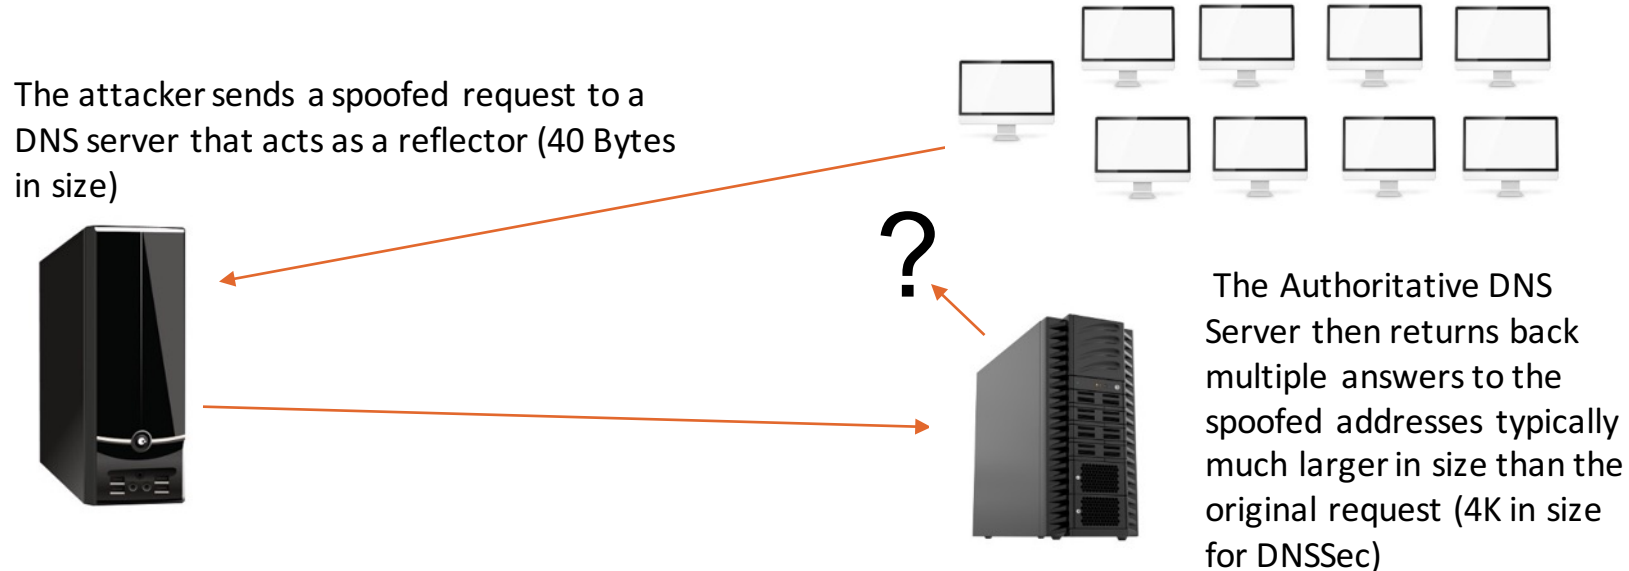 The attacker sends a spoofed request to a
DNS server that acts as a reflector (40 Bytes
in size)
?
The Authoritative DNS
Server then returns back
multiple answers to the
spoofed addresses typically
much larger in size than the
original request (4K in size
for DNSSec)